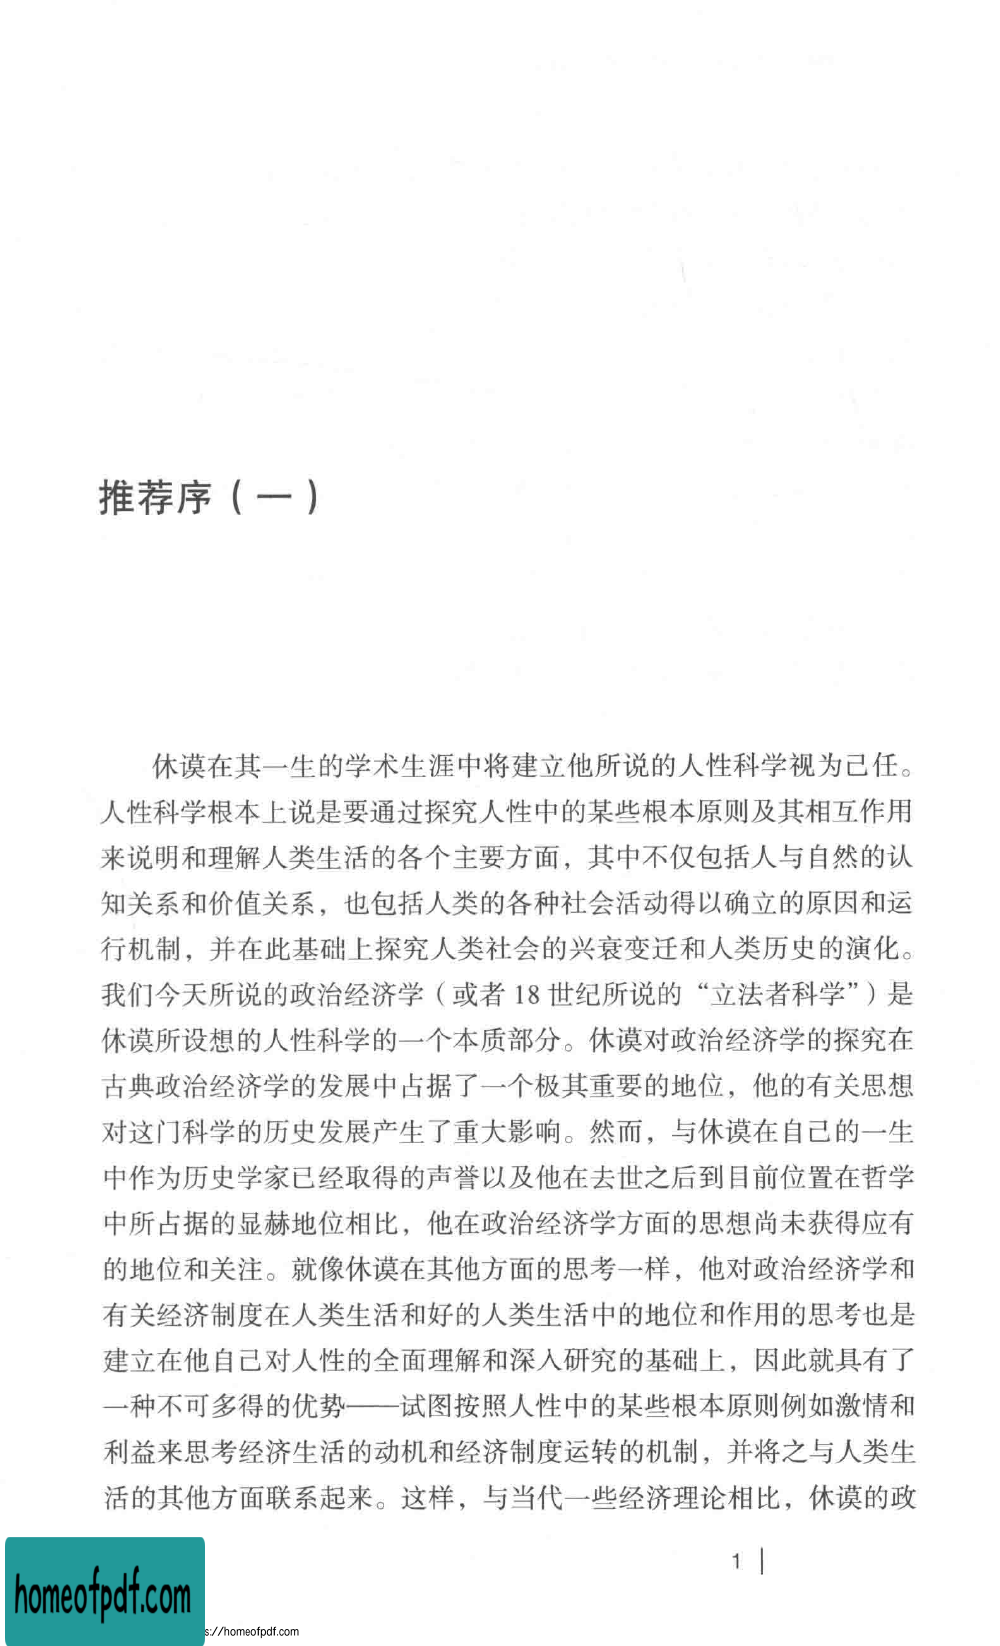 推荐序（一）
休谟在其一生的学术生涯中将建立他所说的人性科学视为己任。
人性科学根本上说是要通过探究人性中的某些根本原则及其相互作用
来说明和理解人类生活的各个主要方面，其中不仅包括人与自然的认
知关系和价值关系，也包括人类的各种社会活动得以确立的原因和运
行机制，并在此基础上探究人类社会的兴衰变迁和人类历史的演化。
我们今天所说的政治经济学（或者 18 世纪所说的“立法者科学”）是
休谟所设想的人性科学的一个本质部分。休谟对政治经济学的探究在
古典政治经济学的发展中占据了一个极其重要的地位，他的有关思想
对这门科学的历史发展产生了重大影响。然而，与休谟在自己的一生
中作为历史学家已经取得的声誉以及他在去世之后到目前位置在哲学
中所占据的显赫地位相比，他在政治经济学方面的思想尚未获得应有
的地位和关注。就像休谟在其他方面的思考一样，他对政治经济学和
有关经济制度在人类生活和好的人类生活中的地位和作用的思考也是
建立在他自己对人性的全面理解和深入研究的基础上，因此就具有了
一种不可多得的优势——试图按照人性中的某些根本原则例如激情和
利益来思考经济生活的动机和经济制度运转的机制，并将之与人类生
活的其他方面联系起来。这样，与当代一些经济理论相比，休谟的政
1
homeofpdf.com
s://homeofpdf.com